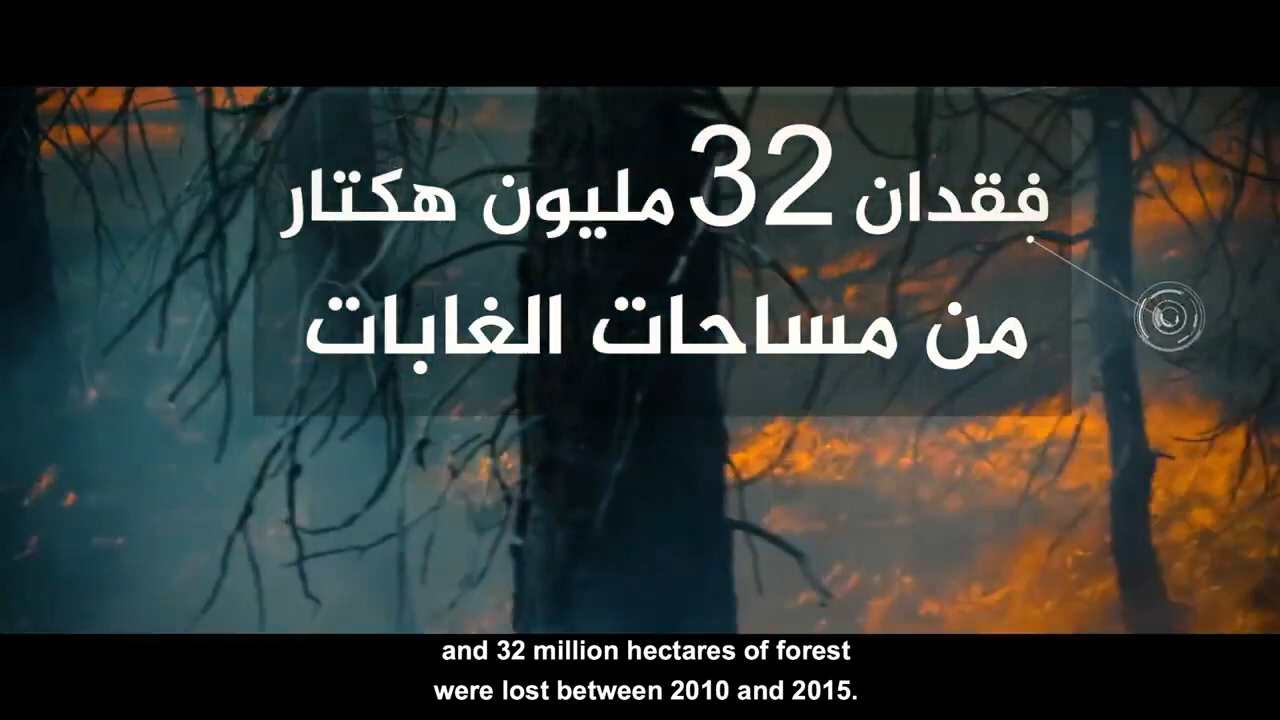 فقدان 32 مليون هكتار
من مساحات الغابات
and 32 million hectares of forest
were lost between 2010 and 2015.